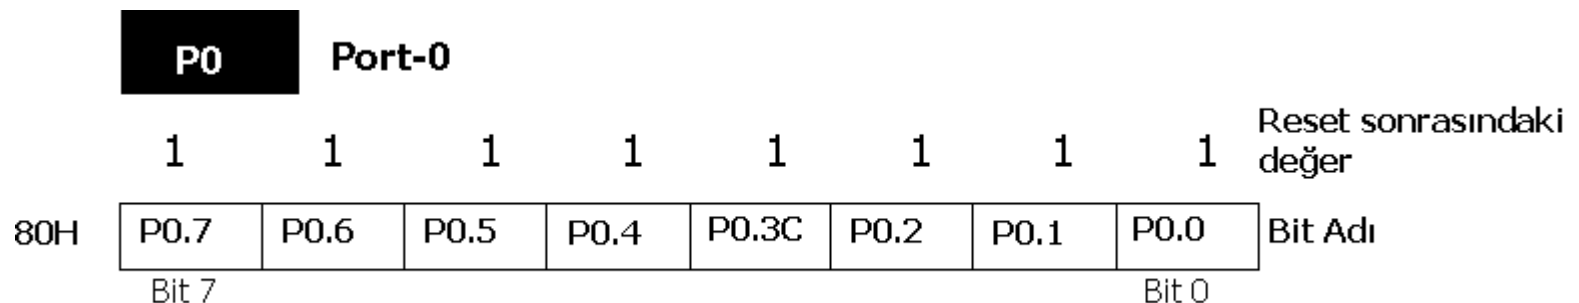 P0 Port-0
1 1 1 1 1 1 1 1 Reset sonrasındaki
değer
80H P0.7 P0.6 P0.5 P0.4 P0.3C P0.2 P0.1 P0.0 Bit Adı
Bit 7 Bit 0